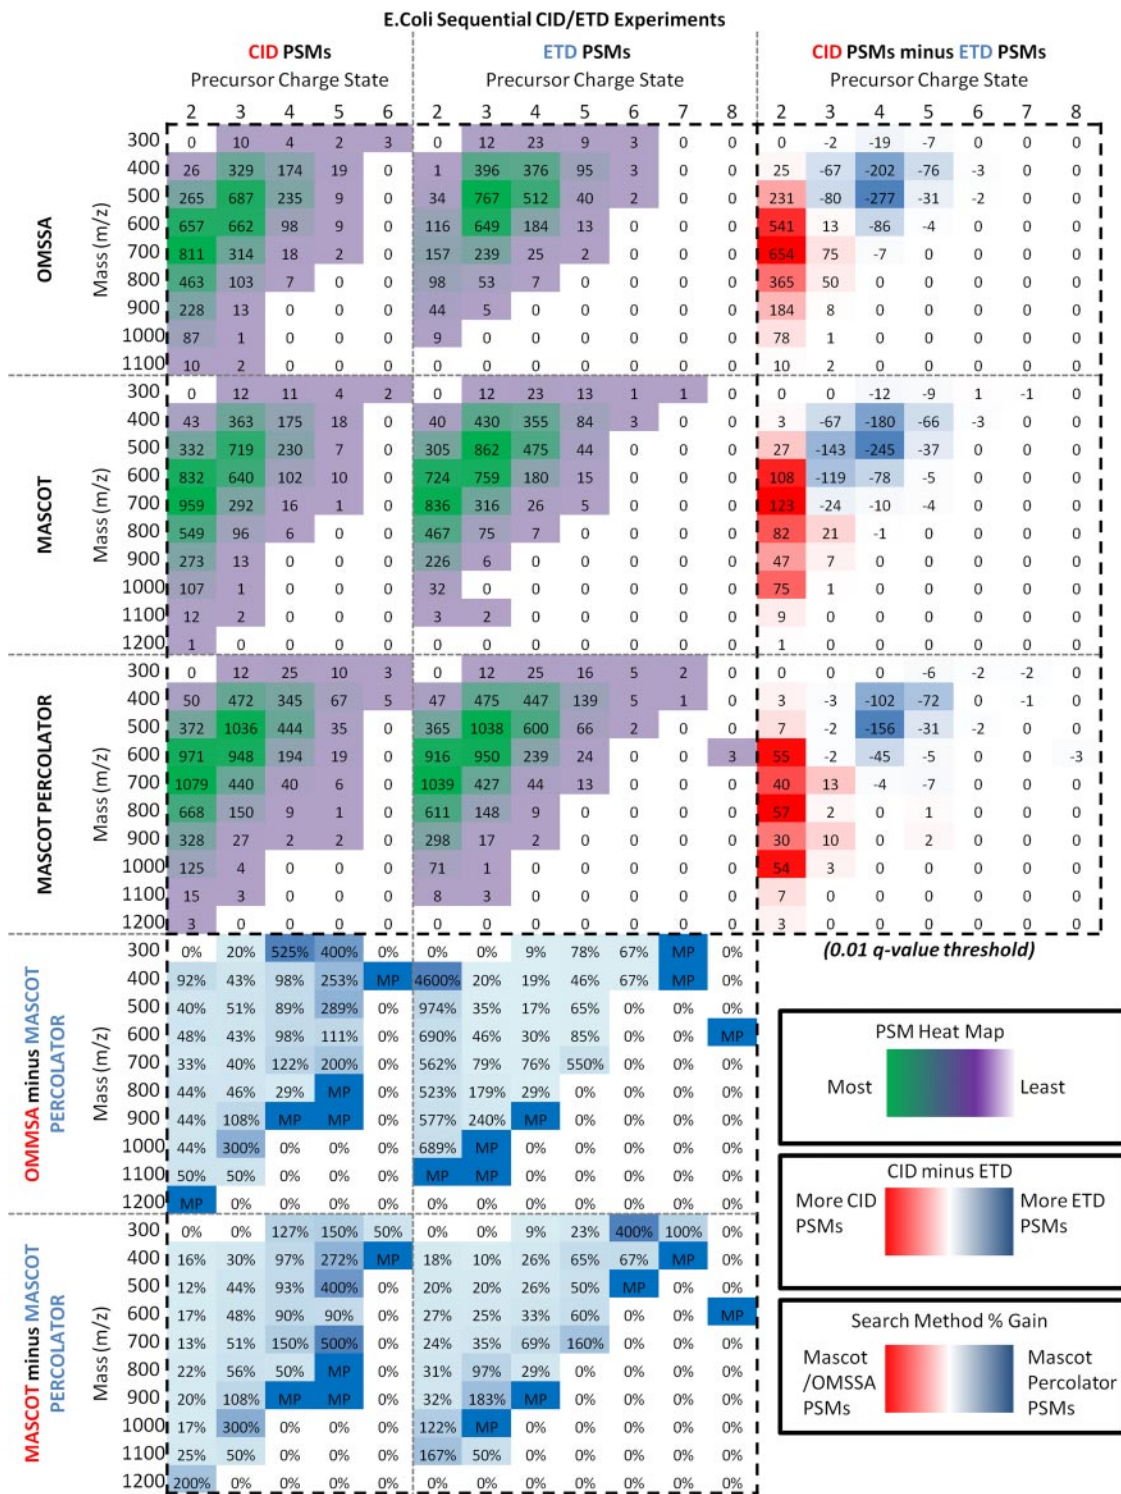 E.Coli Sequential CID/ETD Experiments
CID PSMs ETD PSMs CID PSMs minus ETD PSMs
Precursor Charge State Precursor Charge State Precursor Charge State
2 3 4 5 6 2 3 4 5 6 7 8 2 3 4 5 6 7 8
OMSSA
Mass (m/z)
300 0 10 4 2 3 0 12 23 9 3 0 0 0 -2 -19 -7 0 0 0
400 26 329 174 19 0 1 396 376 95 3 0 0 25 -67 -202 -76 -3 0 0
500 265 687 235 9 0 34 767 512 40 2 0 0 231 -80 -277 -31 -2 0 0
600 657 662 98 9 0 116 649 184 13 0 0 0 541 13 -86 -4 0 0 0
700 811 314 18 2 0 157 239 25 2 0 0 0 654 75 -7 0 0 0 0
800 463 103 7 0 0 98 53 7 0 0 0 0 365 50 0 0 0 0 0
900 228 13 0 0 0 44 5 0 0 0 0 0 184 8 0 0 0 0 0
1000 87 1 0 0 0 9 0 0 0 0 0 0 78 1 0 0 0 0 0
1100 10 2 0 0 0 0 0 0 0 0 0 0 10 2 0 0 0 0 0
MASCOT
Mass (m/z)
300 0 12 11 4 2 0 12 23 13 1 1 0 0 0 -12 -9 1 -1 0
400 43 363 175 18 0 40 430 355 84 3 0 0 3 -67 -180 -66 -3 0 0
500 332 719 230 7 0 305 862 475 44 0 0 0 27 -143 -245 -37 0 0 0
600 832 640 102 10 0 724 759 180 15 0 0 0 108 -119 -78 -5 0 0 0
700 959 292 16 1 0 836 316 26 5 0 0 0 123 -24 -10 -4 0 0 0
800 549 96 6 0 0 467 75 7 0 0 0 0 82 21 -1 0 0 0 0
900 273 13 0 0 0 226 6 0 0 0 0 0 47 7 0 0 0 0 0
1000 107 1 0 0 0 32 0 0 0 0 0 0 75 1 0 0 0 0 0
1100 12 2 0 0 0 3 2 0 0 0 0 0 9 0 0 0 0 0 0
1200 1 0 0 0 0 0 0 0 0 0 0 0 1 0 0 0 0 0 0
MASCOT PERCOLATOR
Mass (m/z)
300 0 12 25 10 3 0 12 25 16 5 2 0 0 0 0 -6 -2 -2 0
400 50 472 345 67 5 47 475 447 139 5 1 0 3 -3 -102 -72 0 -1 0
500 372 1036 444 35 0 365 1038 600 66 2 0 0 7 -2 -156 -31 -2 0 0
600 971 948 194 19 0 916 950 239 24 0 0 3 55 -2 -45 -5 0 0 -3
700 1079 440 40 6 0 1039 427 44 13 0 0 0 40 13 -4 -7 0 0 0
800 668 150 9 1 0 611 148 9 0 0 0 0 57 2 0 1 0 0 0
900 328 27 2 2 0 298 17 2 0 0 0 0 30 10 0 2 0 0 0
1000 125 4 0 0 0 71 1 0 0 0 0 0 54 3 0 0 0 0 0
1100 15 3 0 0 0 8 3 0 0 0 0 0 7 0 0 0 0 0 0
1200 3 0 0 0 0 0 0 0 0 0 0 0 3 0 0 0 0 0 0
OMMSA minus MASCOT
PERCOLATOR
Mass (m/z)
300 0% 20% 525% 400% 0% 0% 0% 9% 78% 67% MP 0%
400 92% 43% 98% 253% MP 4600% 20% 19% 46% 67% MP 0%
500 40% 51% 89% 289% 0% 974% 35% 17% 65% 0% 0% 0%
600 48% 43% 98% 111% 0% 690% 46% 30% 85% 0% 0% MP
700 33% 40% 122% 200% 0% 562% 79% 76% 550% 0% 0% 0%
800 44% 46% 29% MP 0% 523% 179% 29% 0% 0% 0% 0%
900 44% 108% MP MP 0% 577% 240% MP 0% 0% 0% 0%
1000 44% 300% 0% 0% 0% 689% MP 0% 0% 0% 0% 0%
1100 50% 50% 0% 0% 0% MP MP 0% 0% 0% 0% 0%
1200 MP 0% 0% 0% 0% 0% 0% 0% 0% 0% 0% 0%
MASCOT minus MASCOT
PERCOLATOR
Mass (m/z)
300 0% 0% 127% 150% 50% 0% 0% 9% 23% 400% 100% 0%
400 16% 30% 97% 272% MP 18% 10% 26% 65% 67% MP 0%
500 12% 44% 93% 400% 0% 20% 20% 26% 50% MP 0% 0%
600 17% 48% 90% 90% 0% 27% 25% 33% 60% 0% 0% MP
700 13% 51% 150% 500% 0% 24% 35% 69% 160% 0% 0% 0%
800 22% 56% 50% MP 0% 31% 97% 29% 0% 0% 0% 0%
900 20% 108% MP MP 0% 32% 183% MP 0% 0% 0% 0%
1000 17% 300% 0% 0% 0% 122% MP 0% 0% 0% 0% 0%
1100 25% 50% 0% 0% 0% 167% 50% 0% 0% 0% 0% 0%
1200 200% 0% 0% 0% 0% 0% 0% 0% 0% 0% 0% 0%
(0.01 q-value threshold)
PSM Heat Map
Most Least
CID minus ETD
More CID More ETD
PSMs PSMs
Search Method % Gain
Mascot Mascot
/OMSSA Percolator
PSMs PSMs